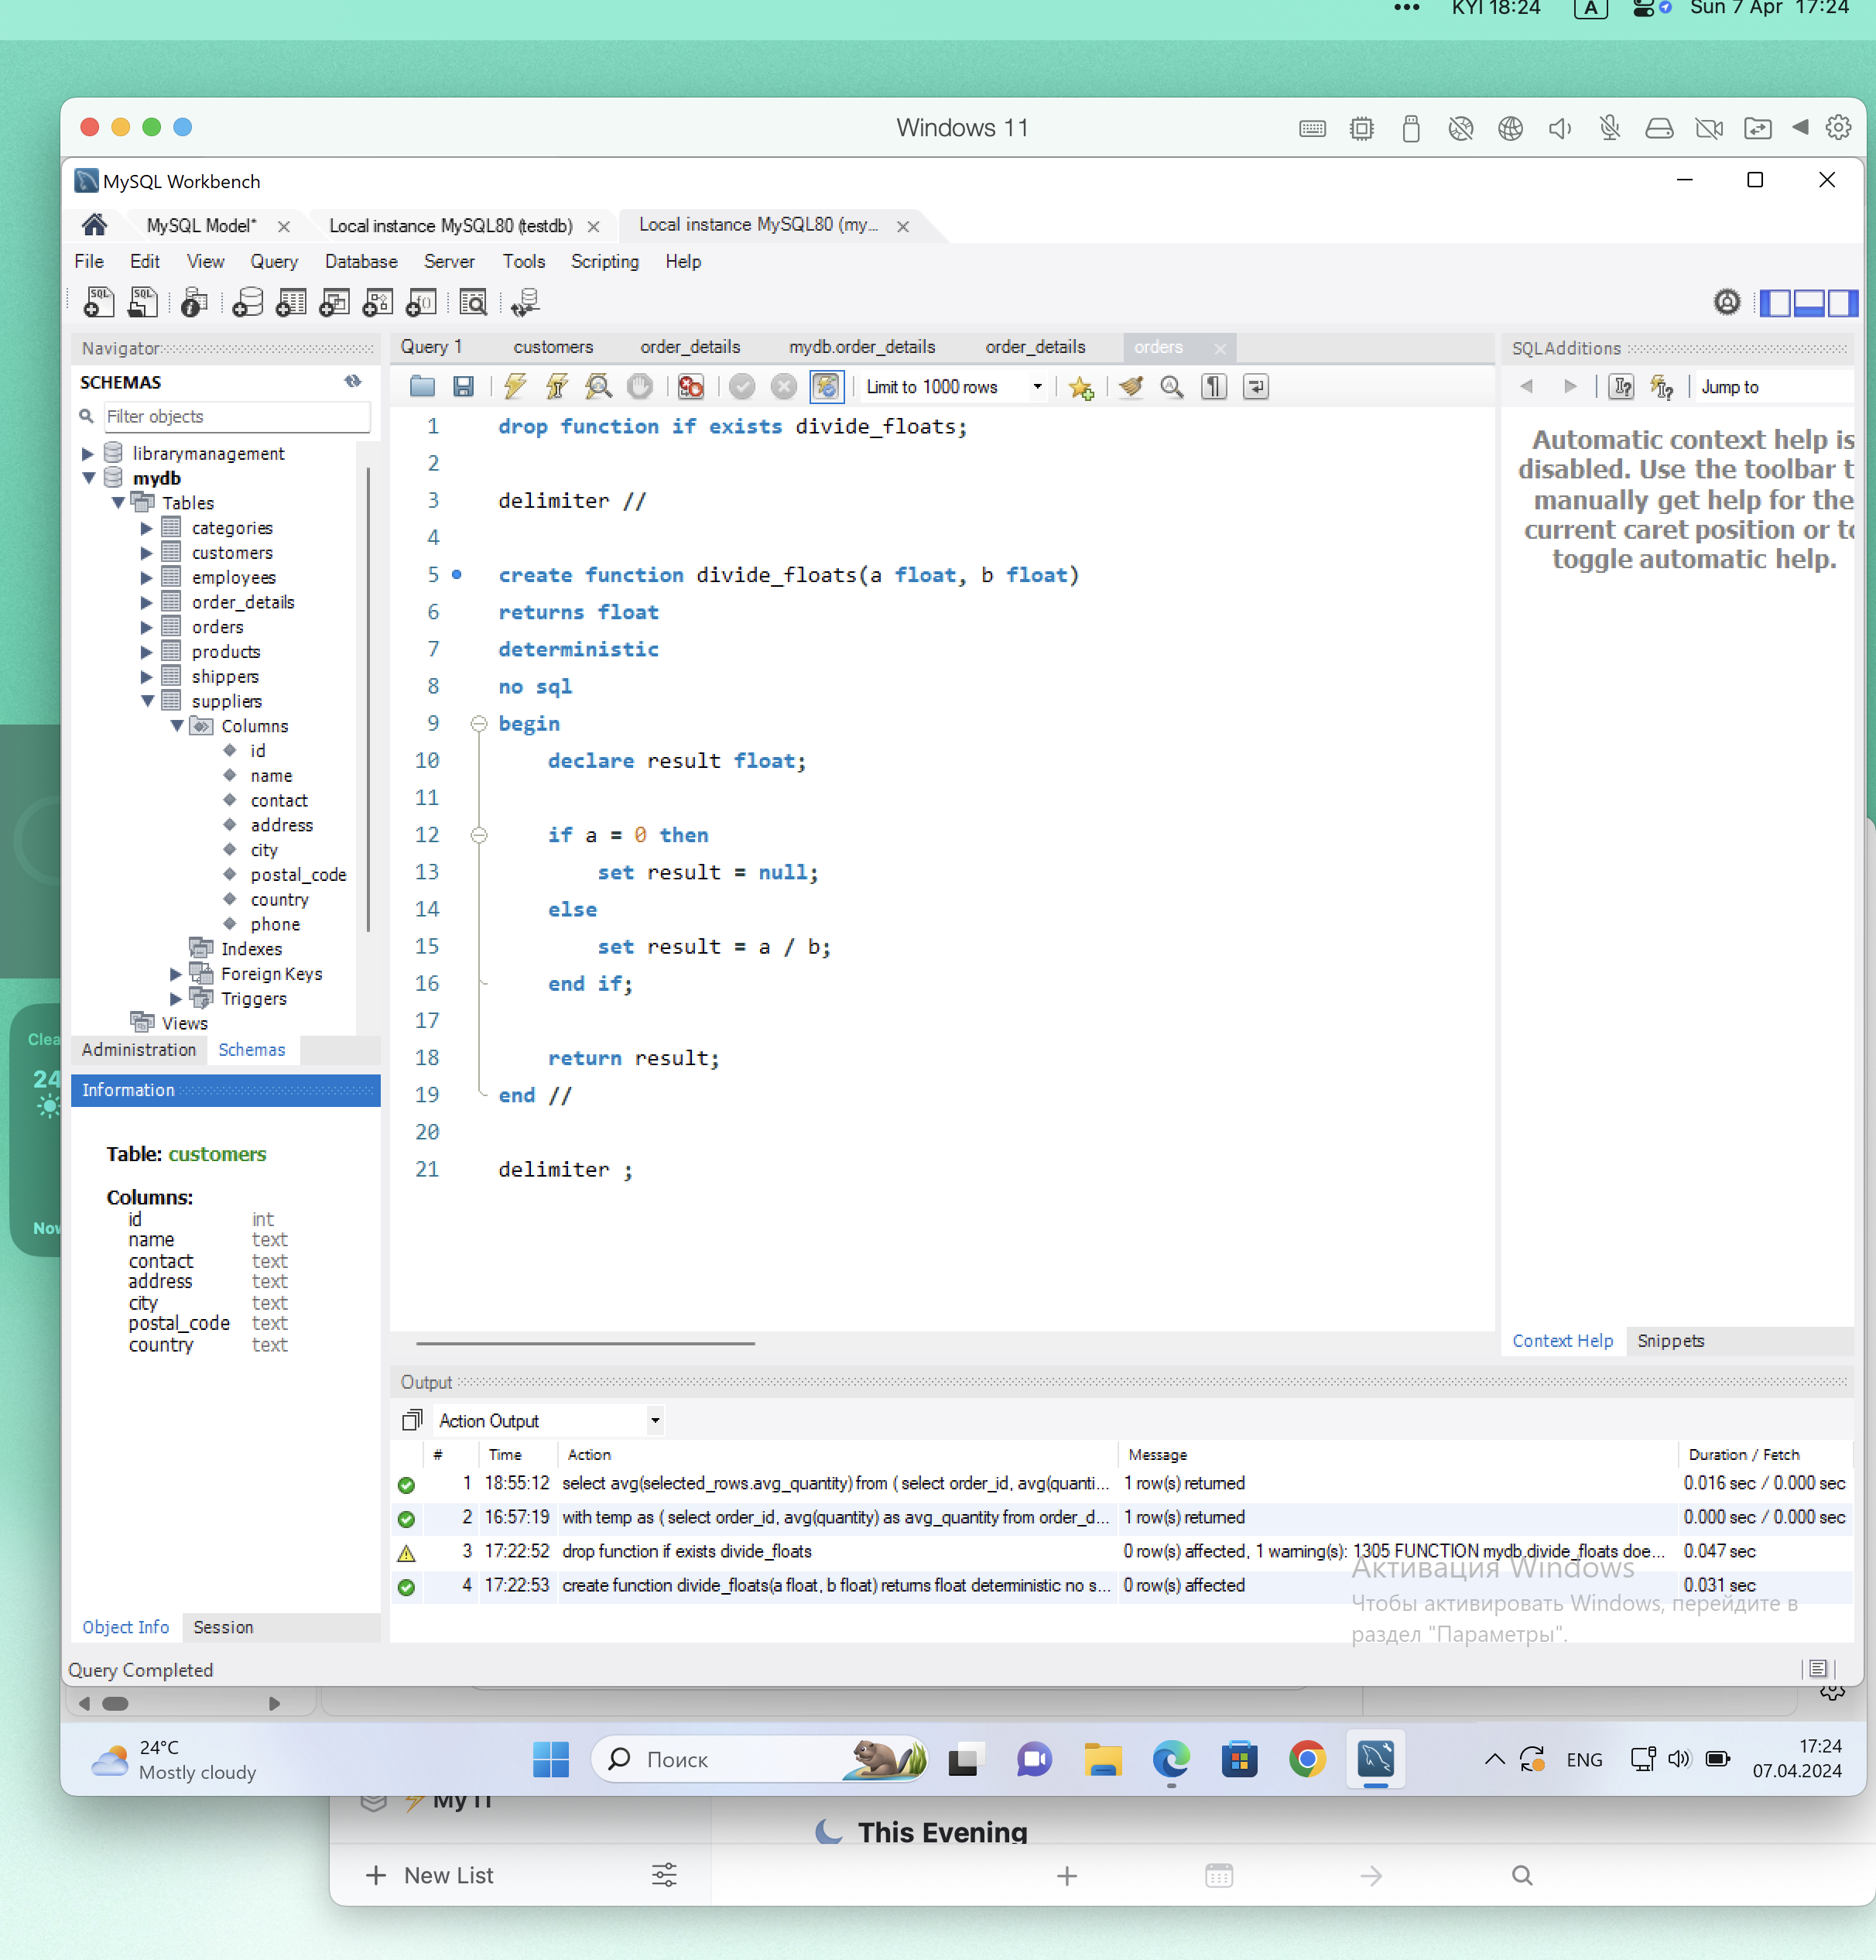 KYI 18:24 A Sun 7 Apr 17:24
Windows 11
MySQL Workbench
MySQL Model* Local instance MySQL80 (testdb) Local instance MySQL80 (my...
File Edit View Query Database Server Tools Scripting Help
Navigator
SCHEMAS
Filter objects
librarymanagement
mydb
Tables
categories
customers
employees
order_details
orders
products
shippers
suppliers
Columns
id
name
contact
address
city
postal_code
country
phone
Indexes
Foreign Keys
Triggers
Views
Administration Schemas
Information
Table: customers
Columns:
id int
name text
contact text
address text
city text
postal_code text
country text
Object Info Session
Query 1 customers order_details mydb.order_details order_details orders
Limit to 1000 rows
1 drop function if exists divide_floats;
2
3 delimiter //
4
5 create function divide_floats(a float, b float)
6 returns float
7 deterministic
8 no sql
9 begin
10 declare result float;
11
12 if a = 0 then
13 set result = null;
14 else
15 set result = a / b;
16 end if;
17
18 return result;
19 end //
20
21 delimiter ;
SQLAdditions
Jump to
Automatic context help is
disabled. Use the toolbar t
manually get help for the
current caret position or to
toggle automatic help.
Context Help Snippets
Output
Action Output
# Time Action Message Duration / Fetch
1 18:55:12 select avg(selected_rows.avg_quantity) from ( select order_id, avg(quanti... 1 row(s) returned 0.016 sec / 0.000 sec
2 16:57:19 with temp as ( select order_id, avg(quantity) as avg_quantity from order_d... 1 row(s) returned 0.000 sec / 0.000 sec
3 17:22:52 drop function if exists divide_floats 0 row(s) affected, 1 warning(s): 1305 FUNCTION mydb.divide_floats doe... 0.047 sec
4 17:22:53 create function divide_floats(a float, b float) returns float deterministic no s... 0 row(s) affected 0.031 sec
Активация Windows
Чтобы активировать Windows, перейдите в
раздел "Параметры".
Query Completed
Clea
24
Now
24°C
Mostly cloudy
Поиск
ENG
17:24
07.04.2024
This Evening
New List